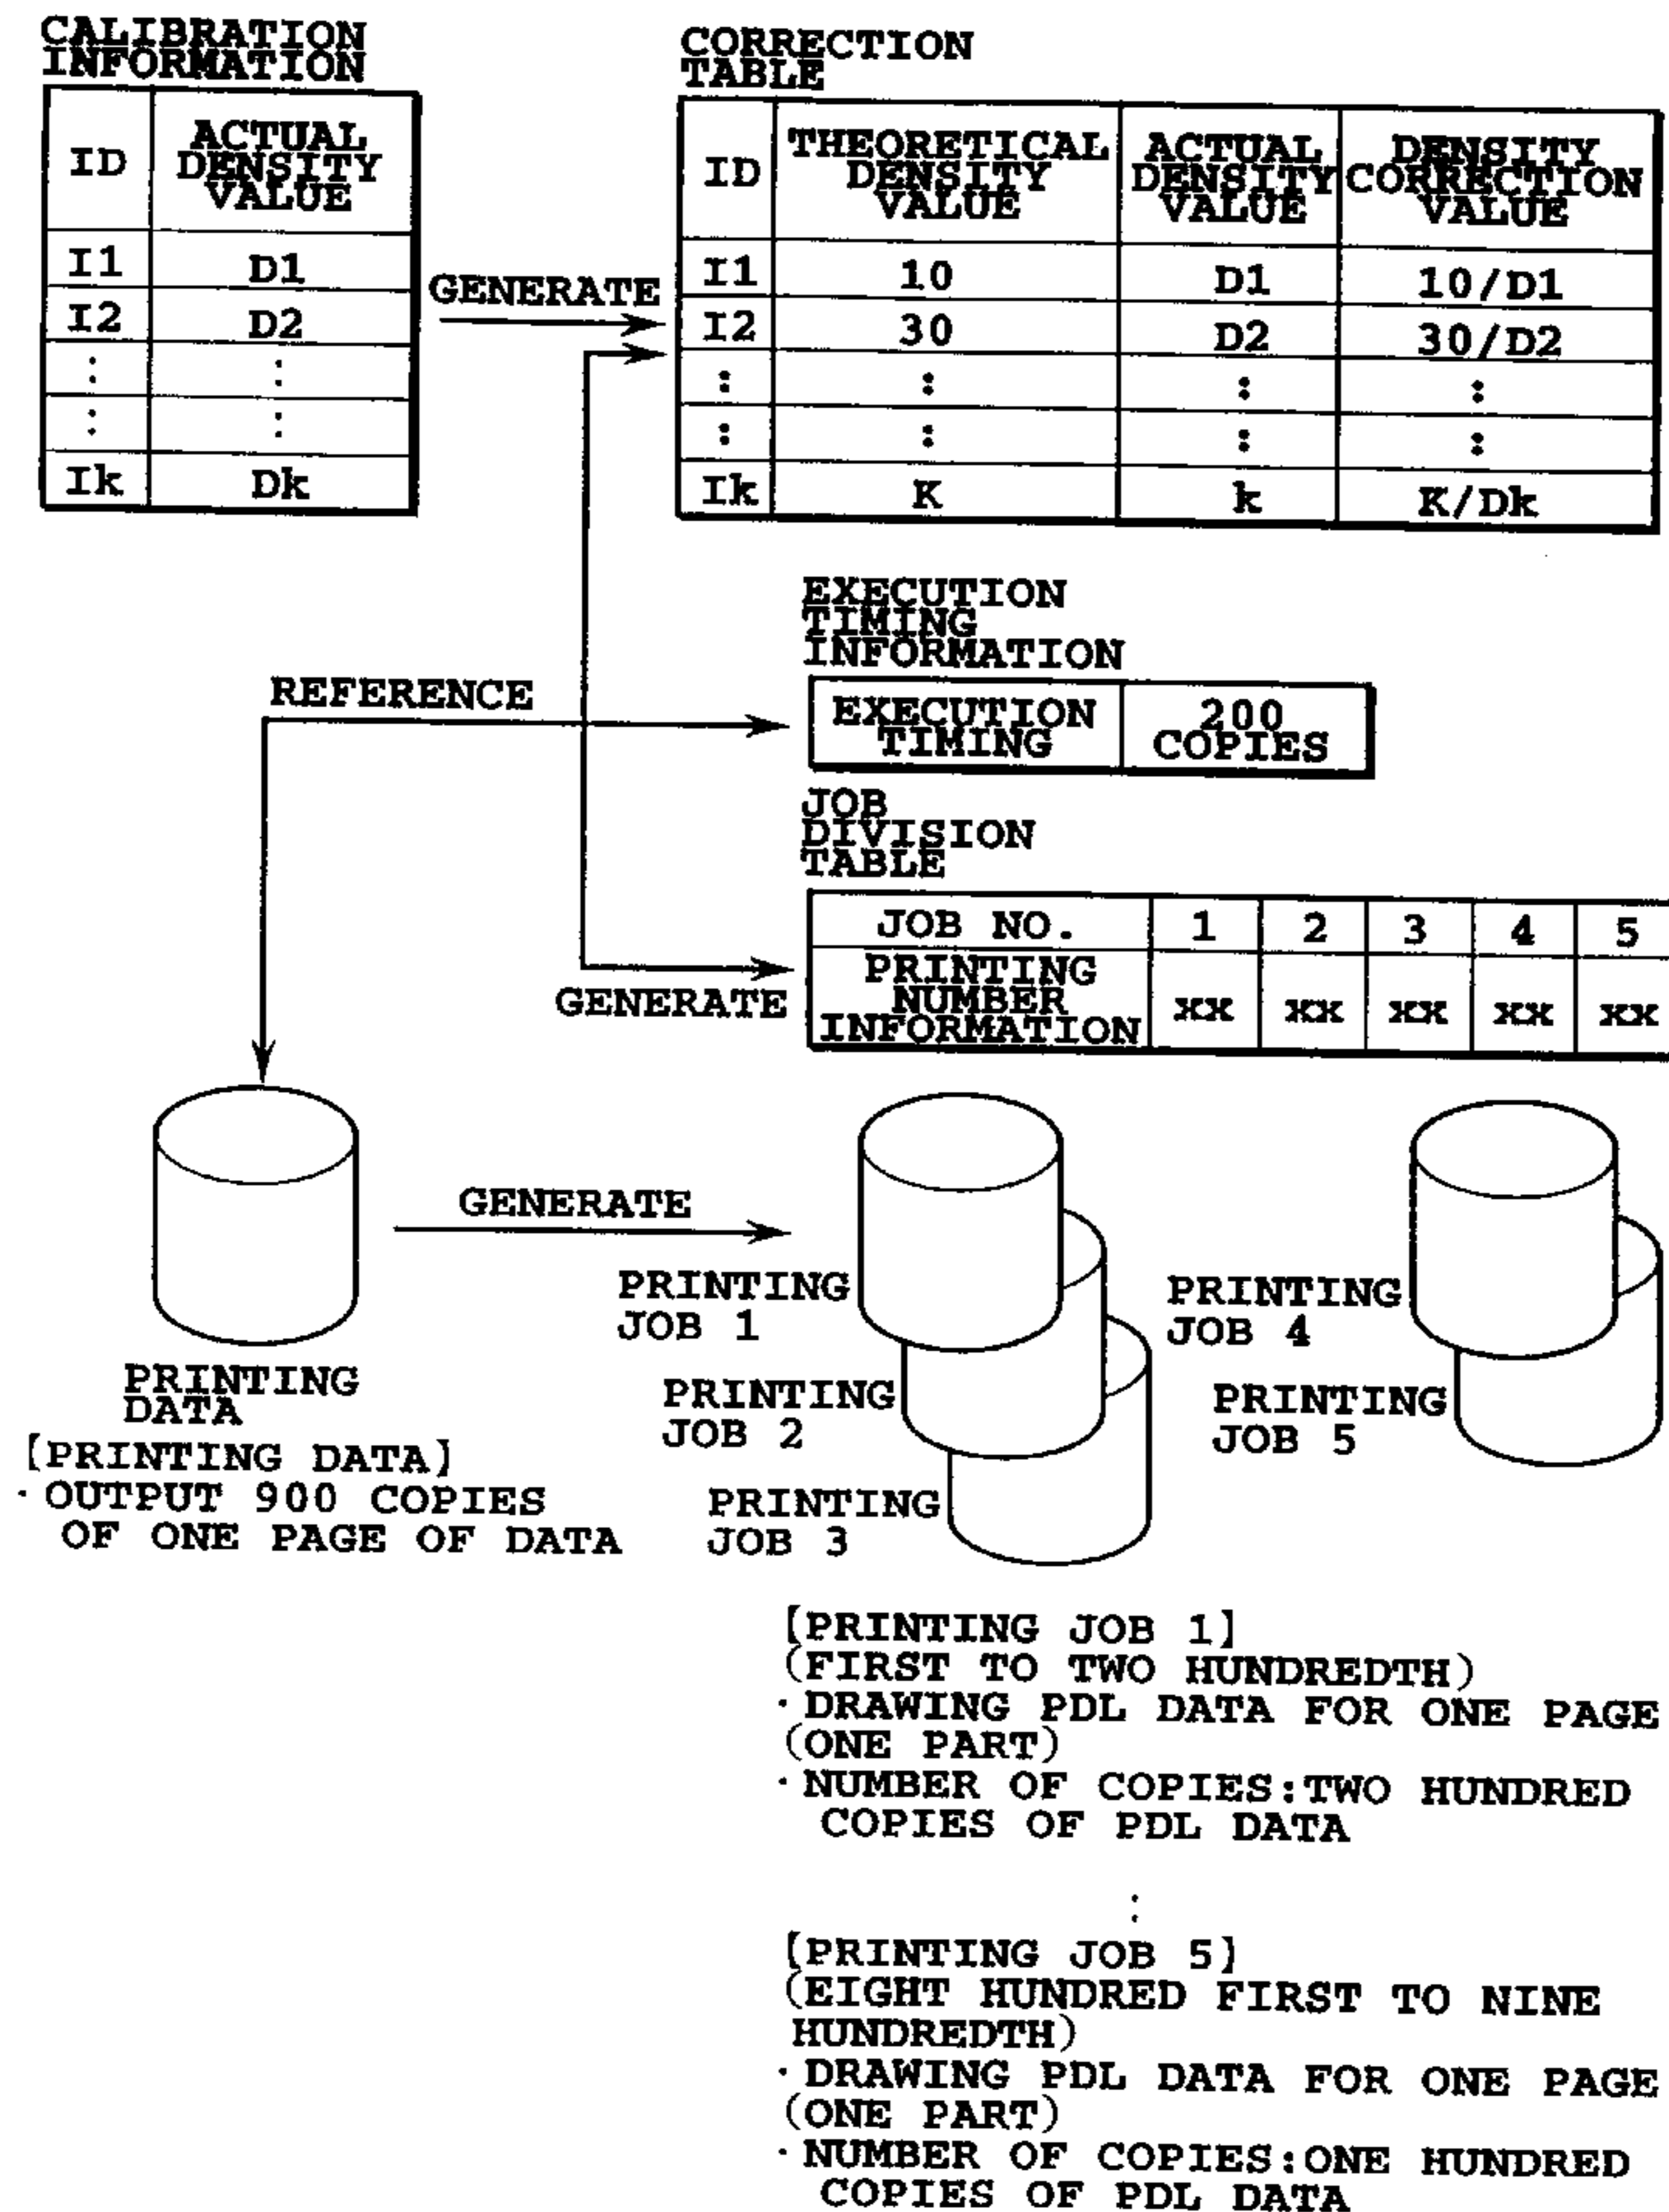 CALIBRATION
INFORMATION
ID
ACTUAL
DENSITY
VALUE
I1 D1
I2 D2
: :
: :
Ik Dk
GENERATE
CORRECTION
TABLE
ID
THEORETICAL
DENSITY
VALUE
ACTUAL
DENSITY
VALUE
DENSITY
CORRECTION
VALUE
I1 10 D1 10/D1
I2 30 D2 30/D2
: : : :
: : : :
Ik K k K/Dk
EXECUTION
TIMING
INFORMATION
REFERENCE
EXECUTION
TIMING
200
COPIES
JOB
DIVISION
TABLE
JOB NO. 1 2 3 4 5
GENERATE
PRINTING
NUMBER
INFORMATION
xx xx xx xx xx
GENERATE
PRINTING
JOB 1
PRINTING
JOB 2
PRINTING
JOB 3
PRINTING
JOB 4
PRINTING
JOB 5
PRINTING
DATA
[PRINTING DATA]
・OUTPUT 900 COPIES
OF ONE PAGE OF DATA
[PRINTING JOB 1]
(FIRST TO TWO HUNDREDTH)
・DRAWING PDL DATA FOR ONE PAGE
(ONE PART)
・NUMBER OF COPIES:TWO HUNDRED
COPIES OF PDL DATA
:
[PRINTING JOB 5]
(EIGHT HUNDRED FIRST TO NINE
HUNDREDTH)
・DRAWING PDL DATA FOR ONE PAGE
(ONE PART)
・NUMBER OF COPIES:ONE HUNDRED
COPIES OF PDL DATA